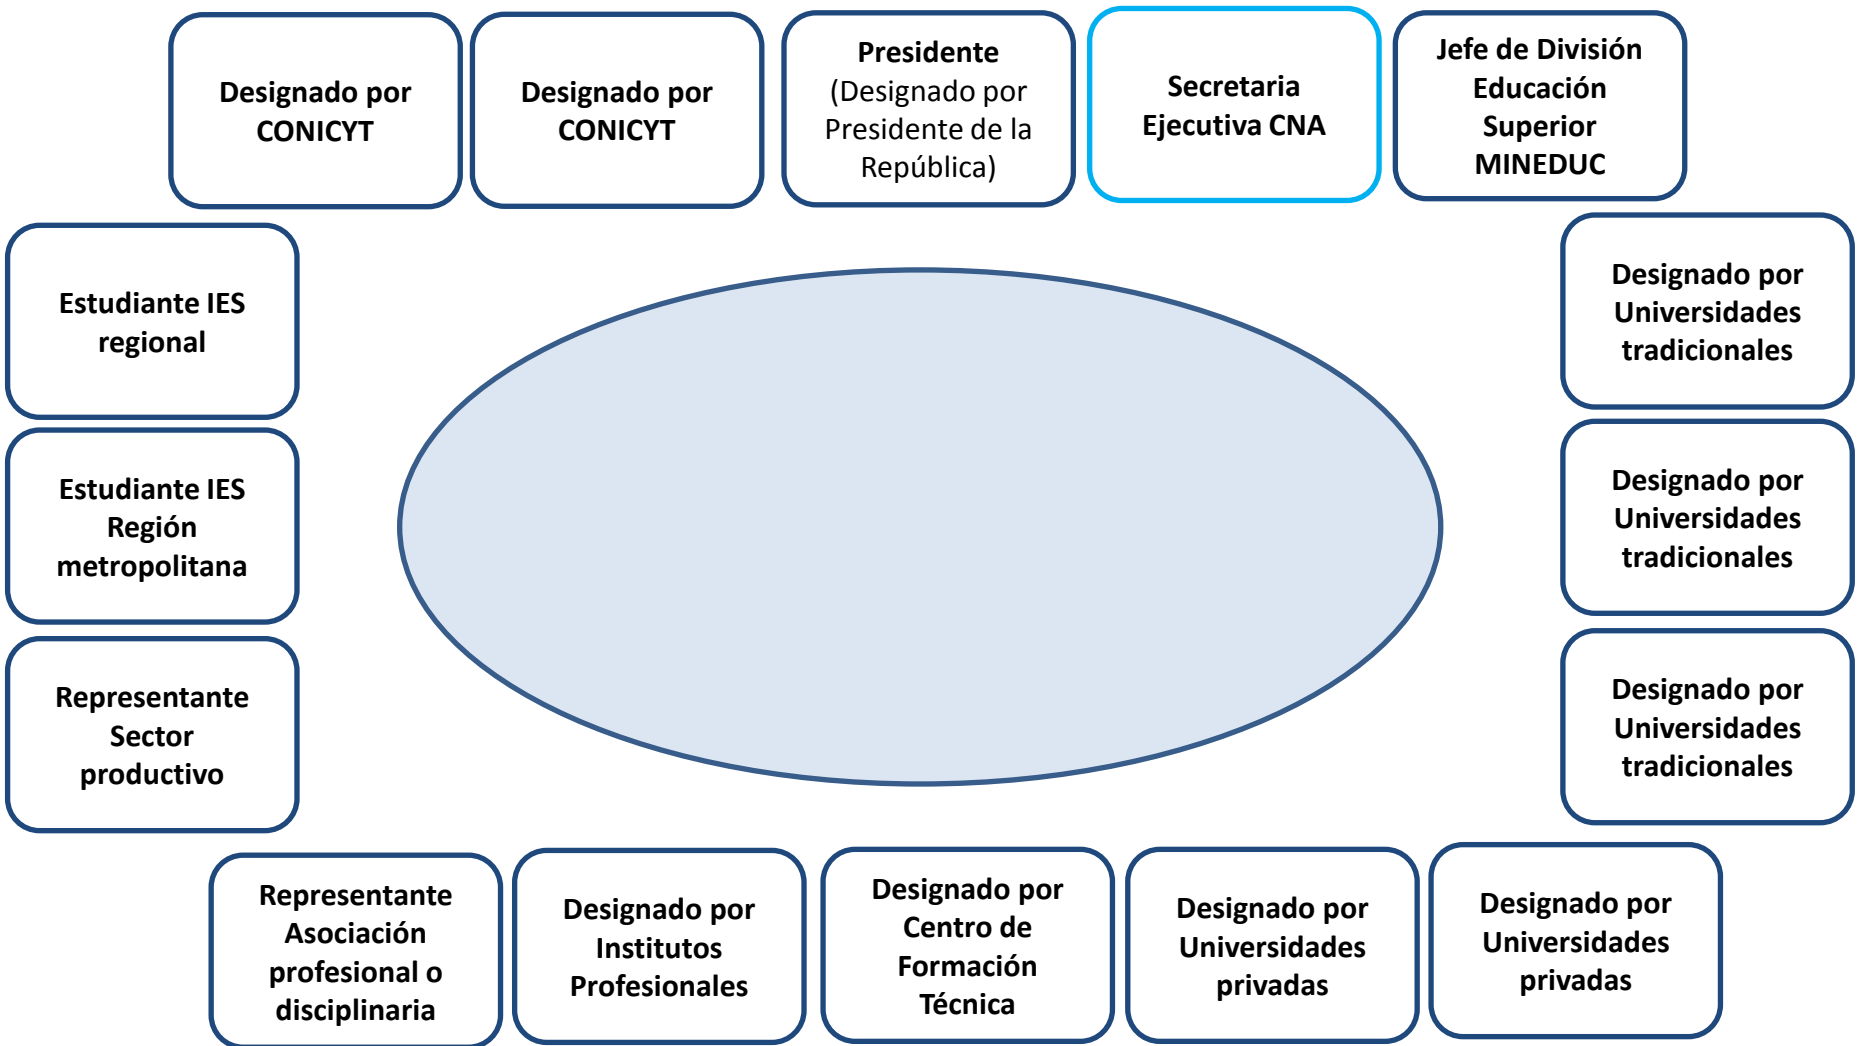 Designado por
CONICYT
Designado por
CONICYT
Presidente
(Designado por
Presidente de la
República)
Secretaria
Ejecutiva CNA
Jefe de División
Educación
Superior
MINEDUC
Estudiante IES
regional
Designado por
Universidades
tradicionales
Estudiante IES
Región
metropolitana
Designado por
Universidades
tradicionales
Representante
Sector
productivo
Designado por
Universidades
tradicionales
Representante
Asociación
profesional o
disciplinaria
Designado por
Institutos
Profesionales
Designado por
Centro de
Formación
Técnica
Designado por
Universidades
privadas
Designado por
Universidades
privadas